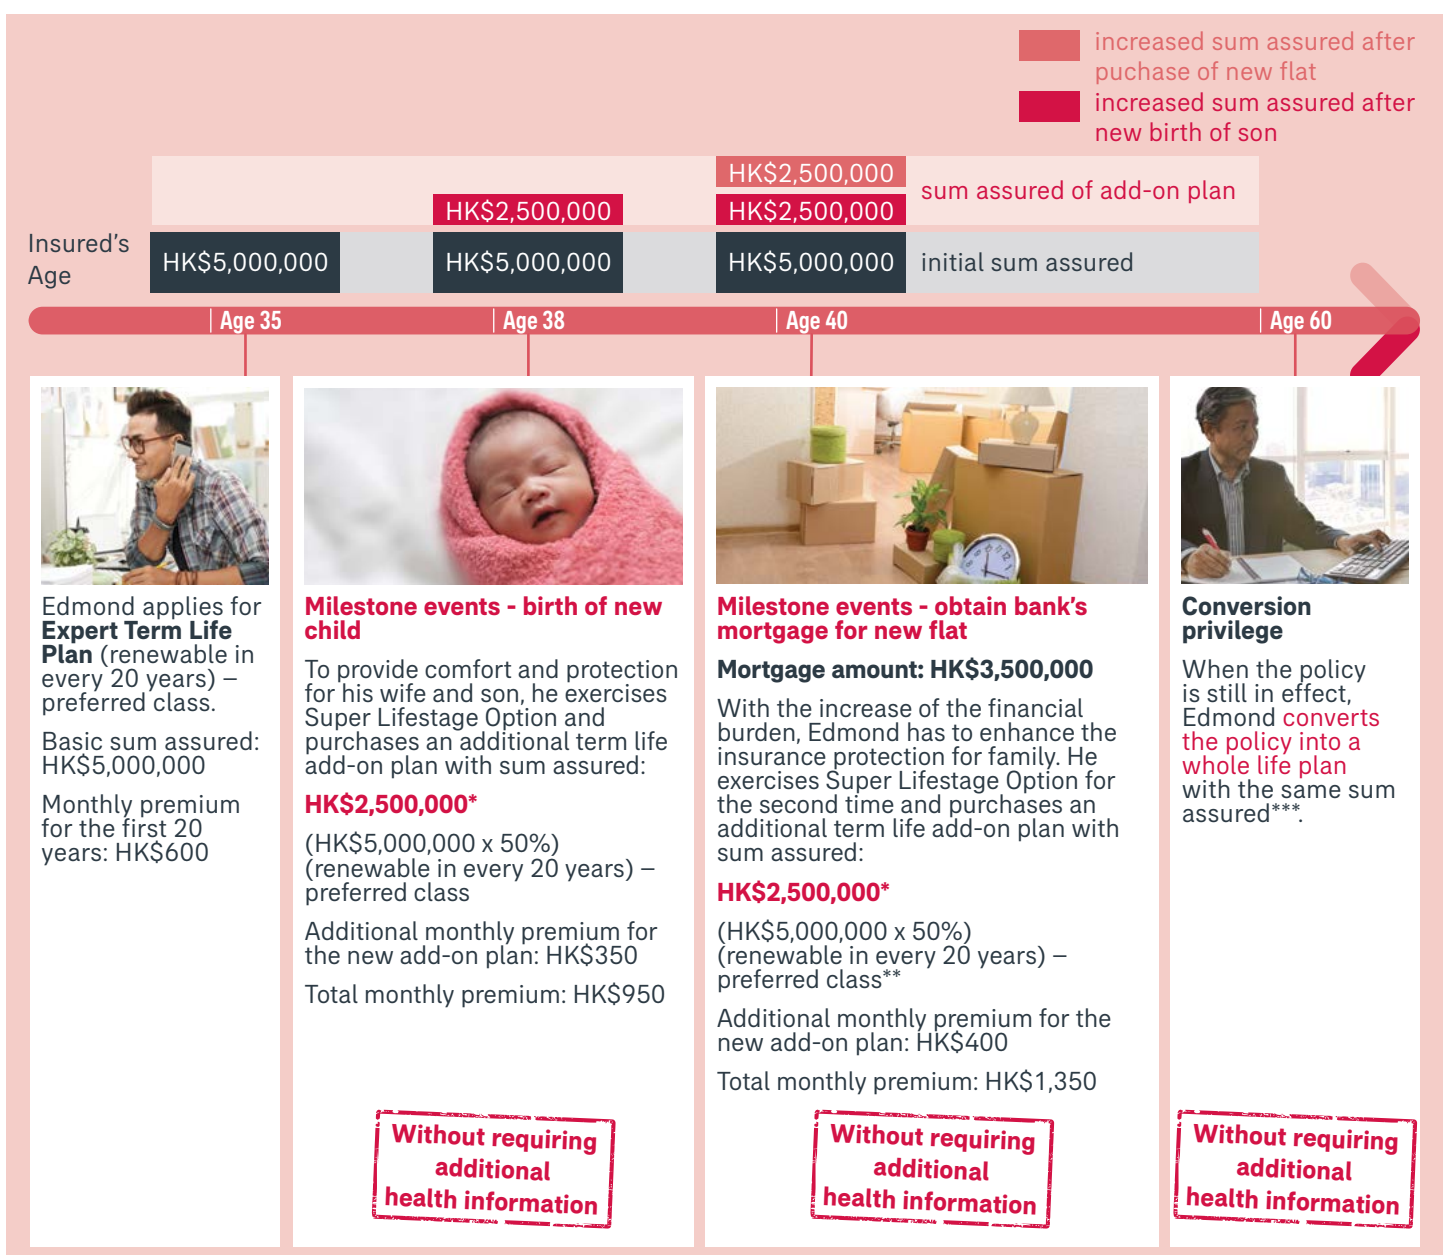 increased sum assured after
puchase of new flat
increased sum assured after
new birth of son
HK$2,500,000
sum assured of add-on plan
HK$2,500,000
HK$2,500,000
Insured's
Age
HK$5,000,000
HK$5,000,000
HK$5,000,000
initial sum assured
Age 35
Age 38
Age 40
Age 60
Edmond applies for
Expert Term Life
Plan (renewable in
every 20 years) –
preferred class.
Basic sum assured:
HK$5,000,000
Monthly premium
for the first 20
years: HK$600
Milestone events - birth of new
child
To provide comfort and protection
for his wife and son, he exercises
Super Lifestage Option and
purchases an additional term life
add-on plan with sum assured:
HK$2,500,000*
(HK$5,000,000 x 50%)
(renewable in every 20 years) –
preferred class
Additional monthly premium for
the new add-on plan: HK$350
Total monthly premium: HK$950
Without requiring
additional
health information
Milestone events - obtain bank's
mortgage for new flat
Mortgage amount: HK$3,500,000
With the increase of the financial
burden, Edmond has to enhance the
insurance protection for family. He
exercises Super Lifestage Option for
the second time and purchases an
additional term life add-on plan with
sum assured:
HK$2,500,000*
(HK$5,000,000 x 50%)
(renewable in every 20 years) –
preferred class**
Additional monthly premium for the
new add-on plan: HK$400
Total monthly premium: HK$1,350
Without requiring
additional
health information
Conversion
privilege
When the policy
is still in effect,
Edmond converts
the policy into a
whole life plan
with the same sum
assured***.
Without requiring
additional
health information